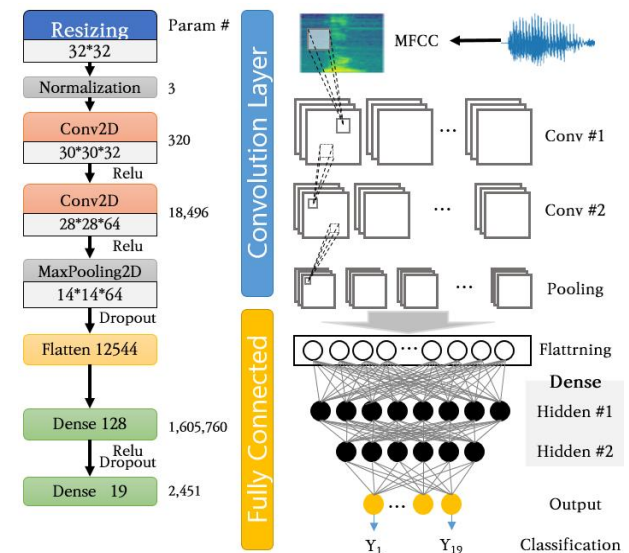 Resizing
32*32
Param #
Normalization
3
Conv2D
30*30*32
320
Relu
Conv2D
28*28*64
18,496
Relu
MaxPooling2D
14*14*64
Dropout
Flatten 12544
Dense 128
1,605,760
Relu
Dropout
Dense 19
2,451
Convolution Layer
Fully Connected
MFCC
... Conv #1
... Conv #2
... Pooling
... Flattrning
Dense
Hidden #1
Hidden #2
... Output
Y1 Y19 Classification